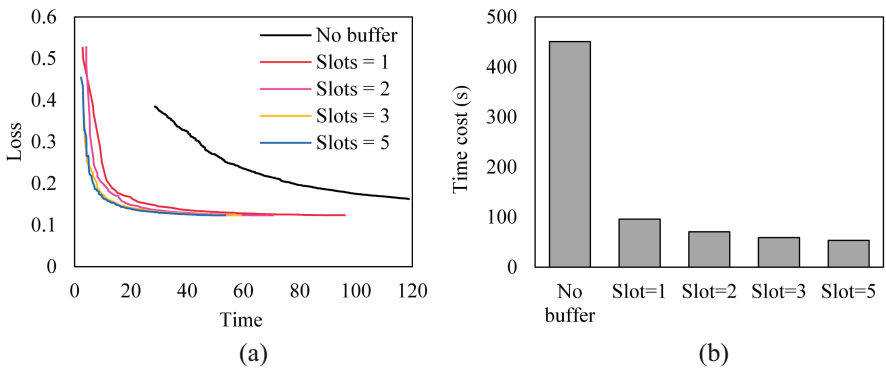 0.6
0.5
0.4
0.3
0.2
0.1
0
Loss
0 20 40 60 80 100 120
Time
No buffer
Slots = 1
Slots = 2
Slots = 3
Slots = 5
(a)
500
400
300
200
100
0
Time cost (s)
No buffer
Slot=1
Slot=2
Slot=3
Slot=5
(b)